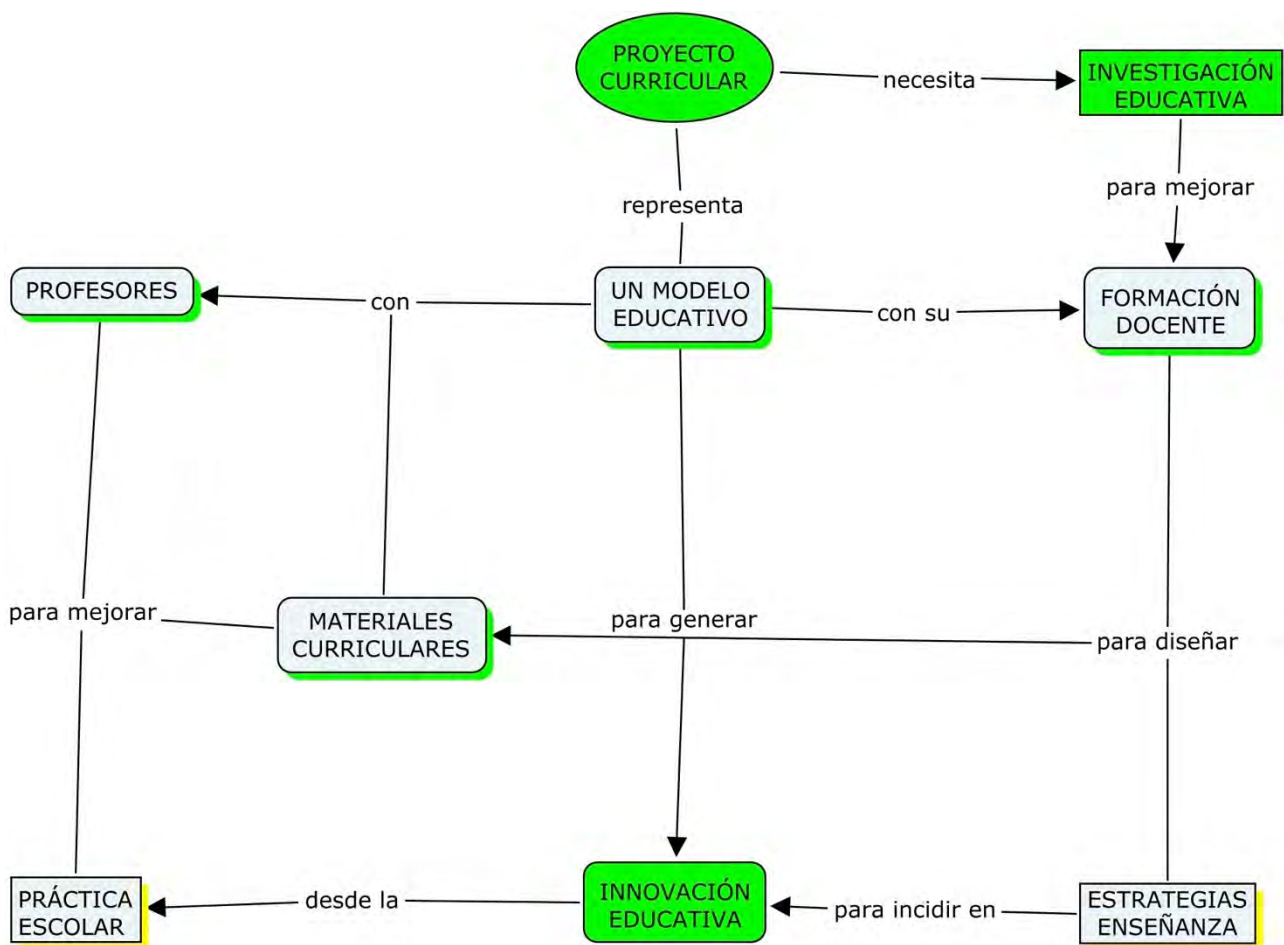 PROYECTO
CURRICULAR
necesita
INVESTIGACIÓN
EDUCATIVA
para mejorar
representa
PROFESORES
con
UN MODELO
EDUCATIVO
con su
FORMACIÓN
DOCENTE
para mejorar
MATERIALES
CURRICULARES
para generar
para diseñar
PRÁCTICA
ESCOLAR
desde la
INNOVACIÓN
EDUCATIVA
para incidir en
ESTRATEGIAS
ENSEÑANZA